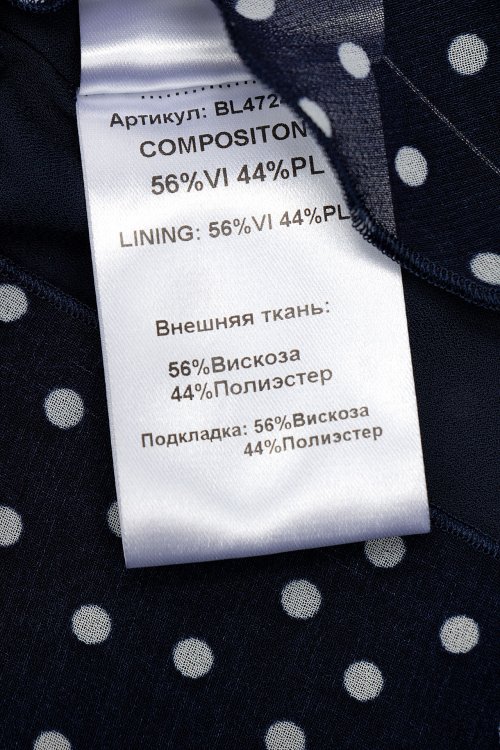 Артикул: BL472
COMPOSITON
56%VI 44%PL
LINING: 56%VI 44%PL
Внешняя ткань:
56%Вискоза
44%Полиэстер
Подкладка: 56%Вискоза
44%Полиэстер